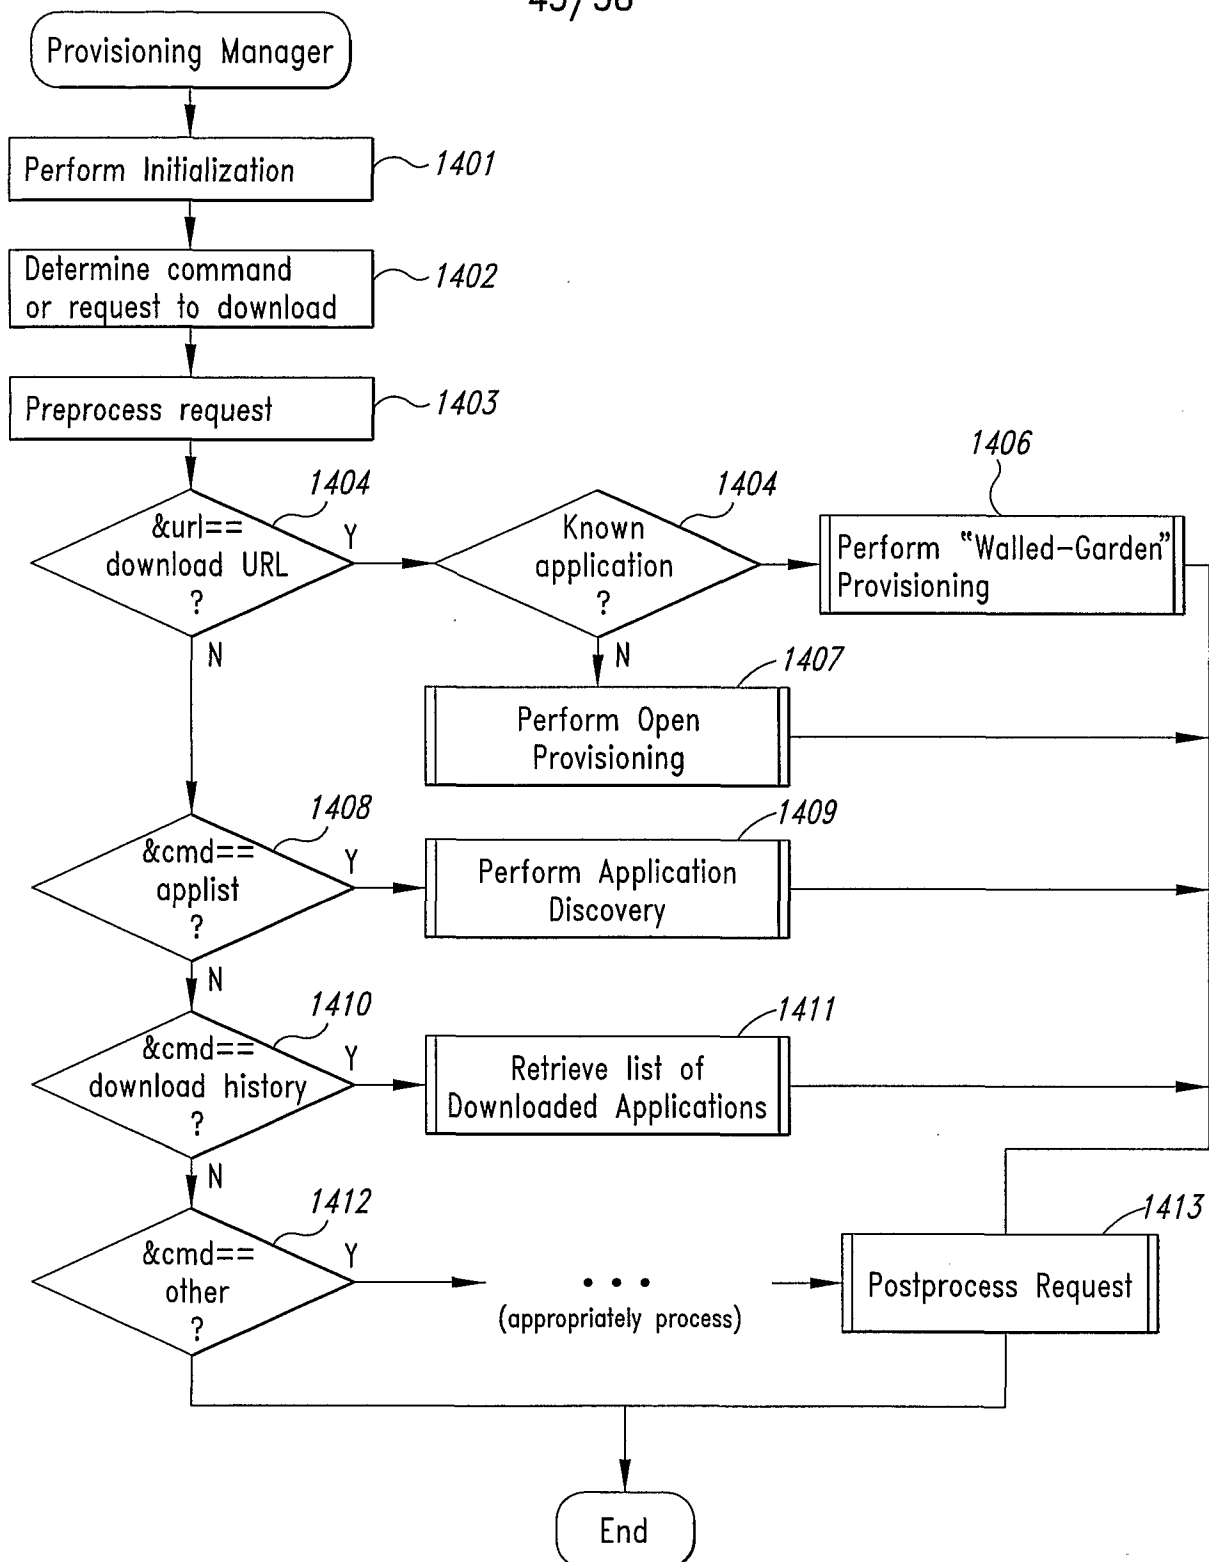 Provisioning Manager
Perform Initialization
1401
Determine command
or request to download
1402
Preprocess request
1403
&url==
download URL
?
1404
Y
N
Known
application
?
1404
N
1406
Perform "Walled-Garden"
Provisioning
1407
Perform Open
Provisioning
&cmd==
applist
?
1408
Y
N
1409
Perform Application
Discovery
&cmd==
download history
?
1410
Y
N
1411
Retrieve list of
Downloaded Applications
&cmd==
other
?
1412
Y
• • •
(appropriately process)
1413
Postprocess Request
End